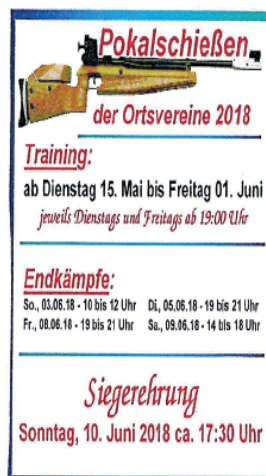 Pokalschießen
der Ortsvereine 2018
Training:
ab Dienstag 15. Mai bis Freitag 01. Juni
jeweils Dienstags und Freitags ab 19:00 Uhr
Endkämpfe:
So., 03.06.18 - 10 bis 12 Uhr Di., 05.06.18 - 19 bis 21 Uhr
Fr., 08.06.18 - 19 bis 21 Uhr Sa., 09.06.18 - 14 bis 18 Uhr
Siegerehrung
Sonntag, 10. Juni 2018 ca. 17:30 Uhr